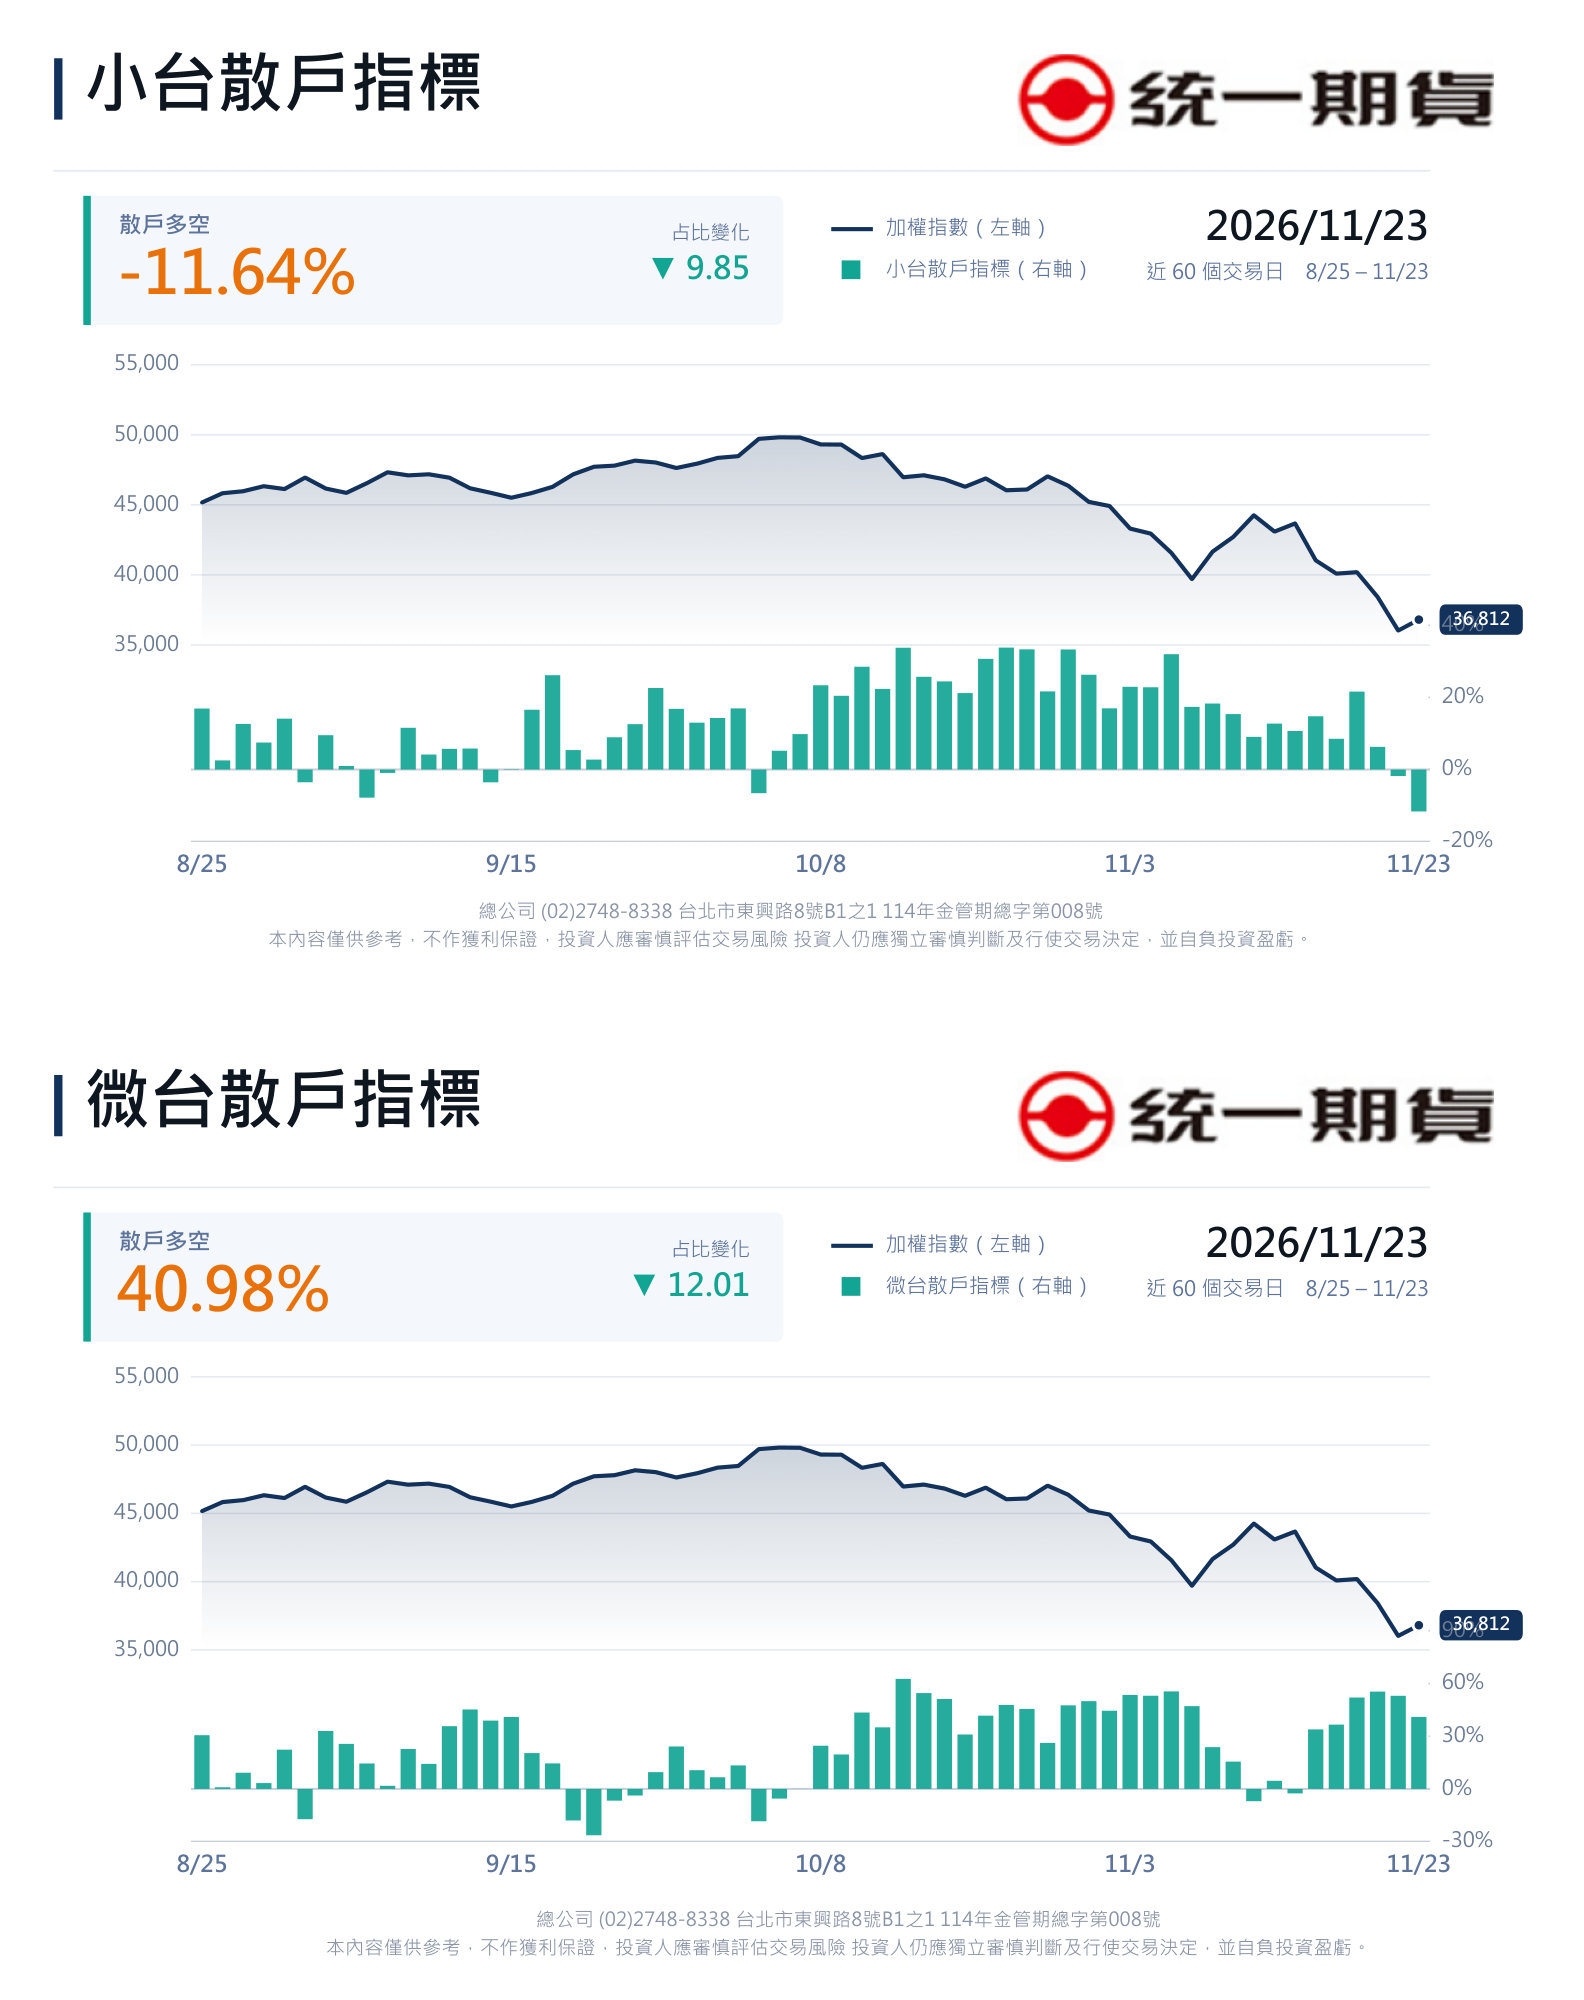 小台散戶指標
統一期貨
散戶多空
-11.64%
占比變化
▼ 9.85
加權指數（左軸）
小台散戶指標（右軸）
2026/11/23
近 60 個交易日 8/25 – 11/23
55,000
50,000
45,000
40,000
35,000
36,812
40%
20%
0%
-20%
8/25
9/15
10/8
11/3
11/23
總公司 (02)2748-8338 台北市東興路8號B1之1 114年金管期總字第008號
本內容僅供參考，不作獲利保證，投資人應審慎評估交易風險 投資人仍應獨立審慎判斷及行使交易決定，並自負投資盈虧。
微台散戶指標
統一期貨
散戶多空
40.98%
占比變化
▼ 12.01
加權指數（左軸）
微台散戶指標（右軸）
2026/11/23
近 60 個交易日 8/25 – 11/23
55,000
50,000
45,000
40,000
35,000
36,812
90%
60%
30%
0%
-30%
8/25
9/15
10/8
11/3
11/23
總公司 (02)2748-8338 台北市東興路8號B1之1 114年金管期總字第008號
本內容僅供參考，不作獲利保證，投資人應審慎評估交易風險 投資人仍應獨立審慎判斷及行使交易決定，並自負投資盈虧。